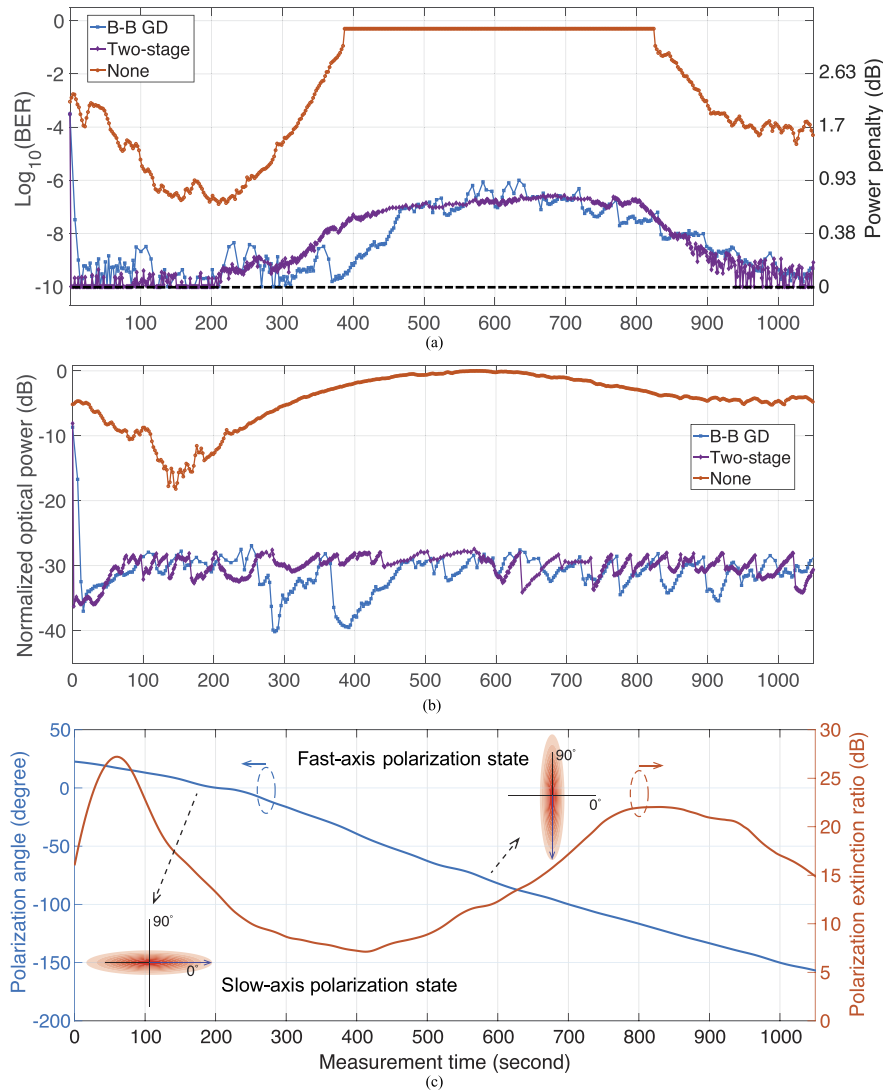 B-B GD
Two-stage
None
0
-2
-4
-6
-8
-10
Log10(BER)
2.63
1.7
0.93
0.38
0
Power penalty (dB)
100 200 300 400 500 600 700 800 900 1000
(a)
0
-10
-20
-30
-40
Normalized optical power (dB)
B-B GD
Two-stage
None
100 200 300 400 500 600 700 800 900 1000
(b)
50
0
-50
-100
-150
-200
Polarization angle (degree)
30
25
20
15
10
5
0
Polarization extinction ratio (dB)
Fast-axis polarization state
90°
0°
90°
0°
Slow-axis polarization state
0 100 200 300 400 500 600 700 800 900 1000
Measurement time (second)
(c)